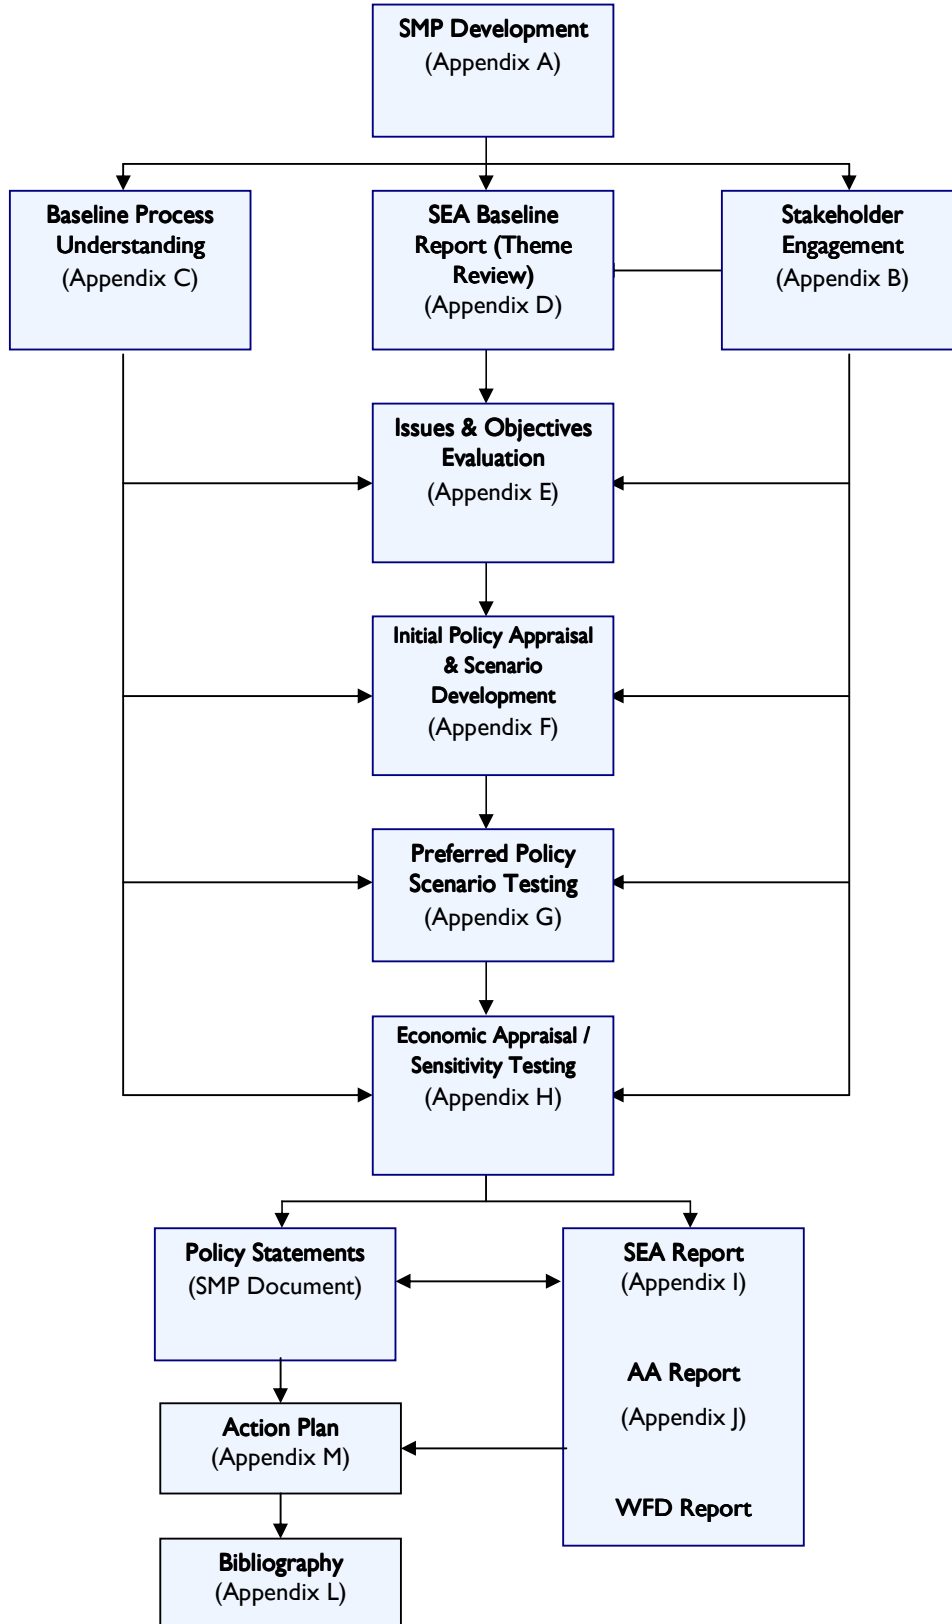 SMP Development
(Appendix A)
Baseline Process
Understanding
(Appendix C)
SEA Baseline
Report (Theme
Review)
(Appendix D)
Stakeholder
Engagement
(Appendix B)
Issues & Objectives
Evaluation
(Appendix E)
Initial Policy Appraisal
& Scenario
Development
(Appendix F)
Preferred Policy
Scenario Testing
(Appendix G)
Economic Appraisal /
Sensitivity Testing
(Appendix H)
Policy Statements
(SMP Document)
SEA Report
(Appendix I)
AA Report
(Appendix J)
WFD Report
Action Plan
(Appendix M)
Bibliography
(Appendix L)